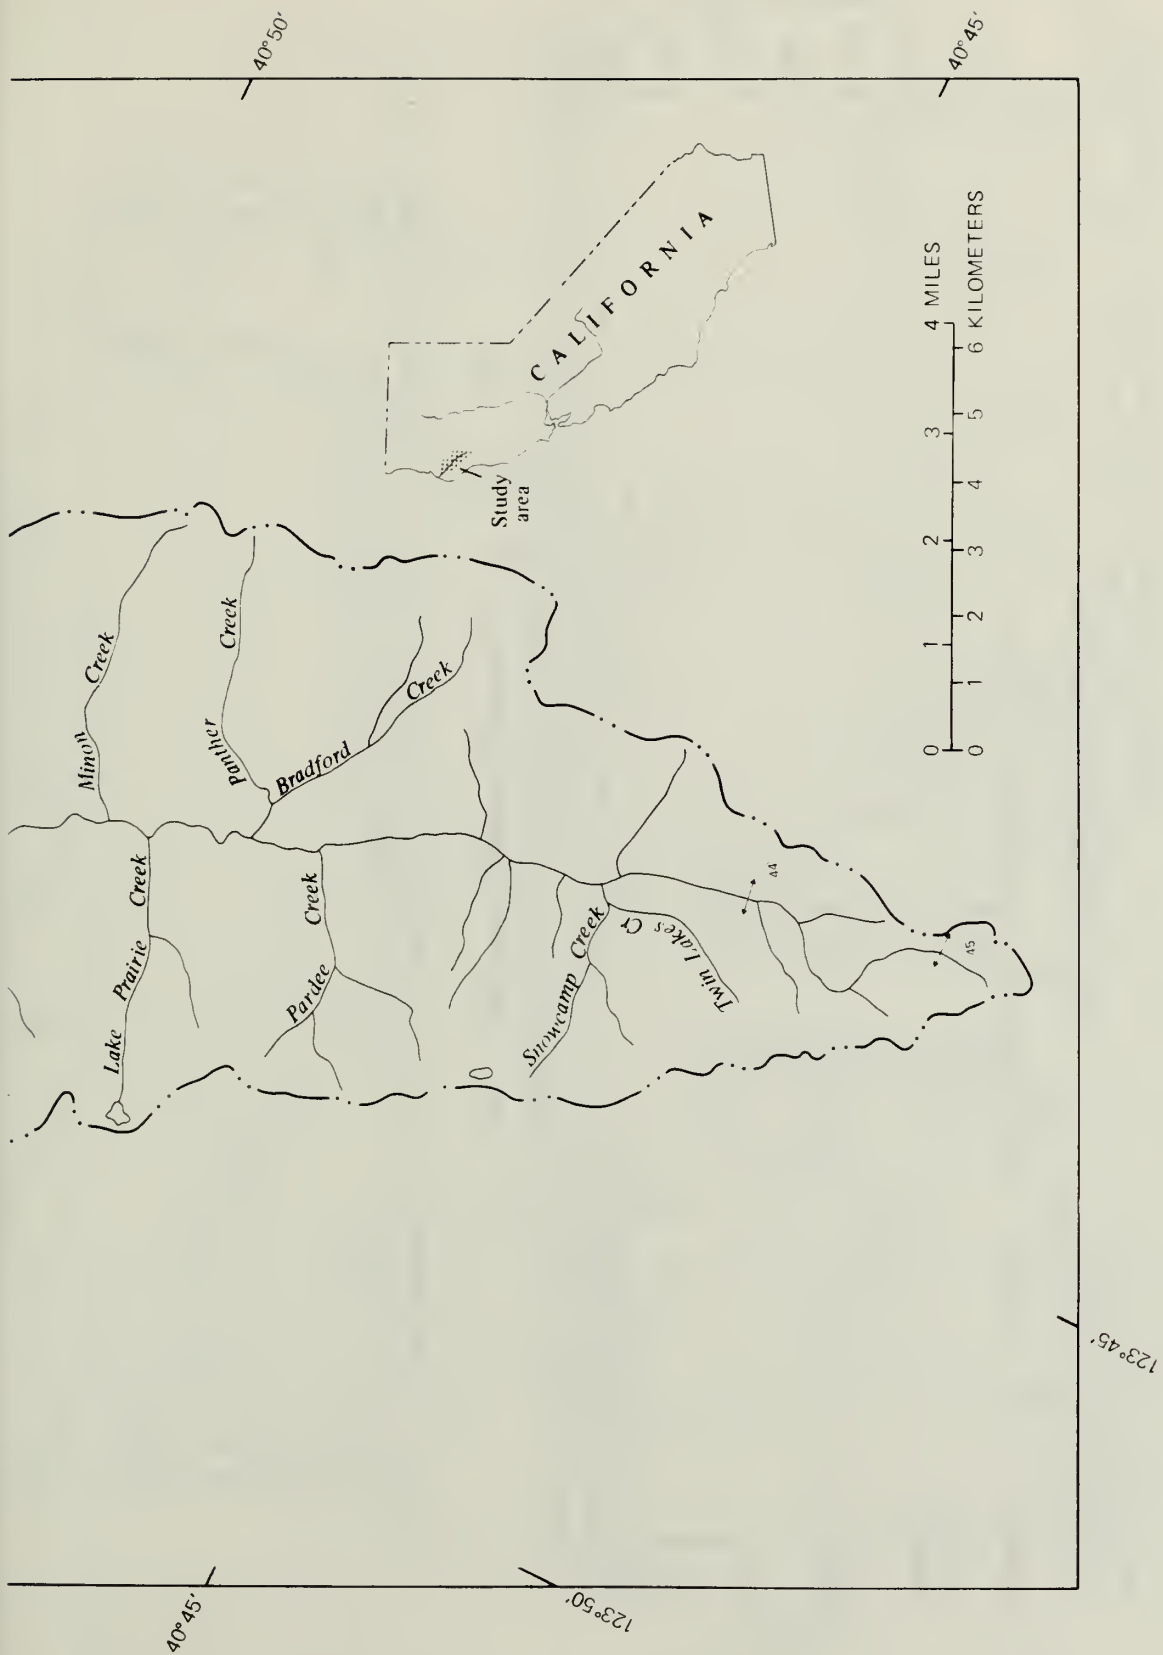 40°50'
40°45'
Minon Creek
Panther Creek
Bradford Creek
Lake Prairie Creek
Pardee Creek
Snowcamp Creek
Twin Lakes Cr
44
45
CALIFORNIA
Study
area
0 1 2 3 4 MILES
0 1 2 3 4 5 6 KILOMETERS
40°45'
123°50'
123°45'